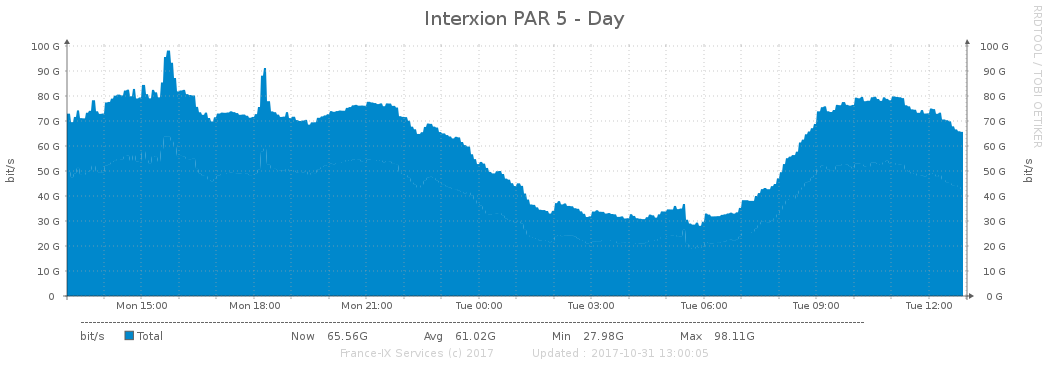 Interxion PAR 5 - Day
RRDTOOL / TOBI OETIKER
100 G 100 G
90 G 90 G
80 G 80 G
70 G 70 G
60 G 60 G
50 G 50 G
40 G 40 G
30 G 30 G
20 G 20 G
10 G 10 G
0 0 G
bit/s bit/s
Mon 15:00 Mon 18:00 Mon 21:00 Tue 00:00 Tue 03:00 Tue 06:00 Tue 09:00 Tue 12:00
bit/s Total Now 65.56G Avg 61.02G Min 27.98G Max 98.11G
France-IX Services (c) 2017 Updated : 2017-10-31 13:00:05